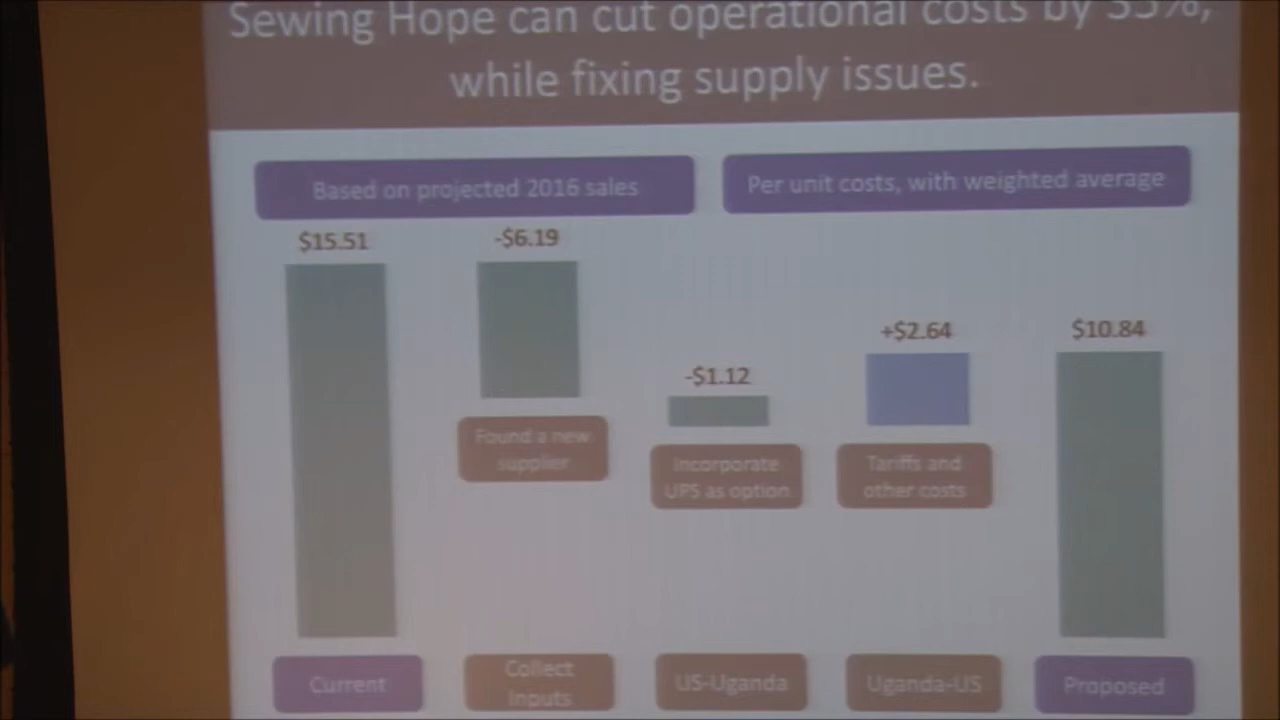 Sewing Hope can cut operational costs by 35%,
while fixing supply issues.
Based on projected 2016 sales
Per unit costs, with weighted average
$15.51
-$6.19
-$1.12
+$2.64
$10.84
Found a new
supplier
Incorporate
UPS as option
Tariffs and
other costs
Current
Collect
Inputs
US-Uganda
Uganda-US
Proposed